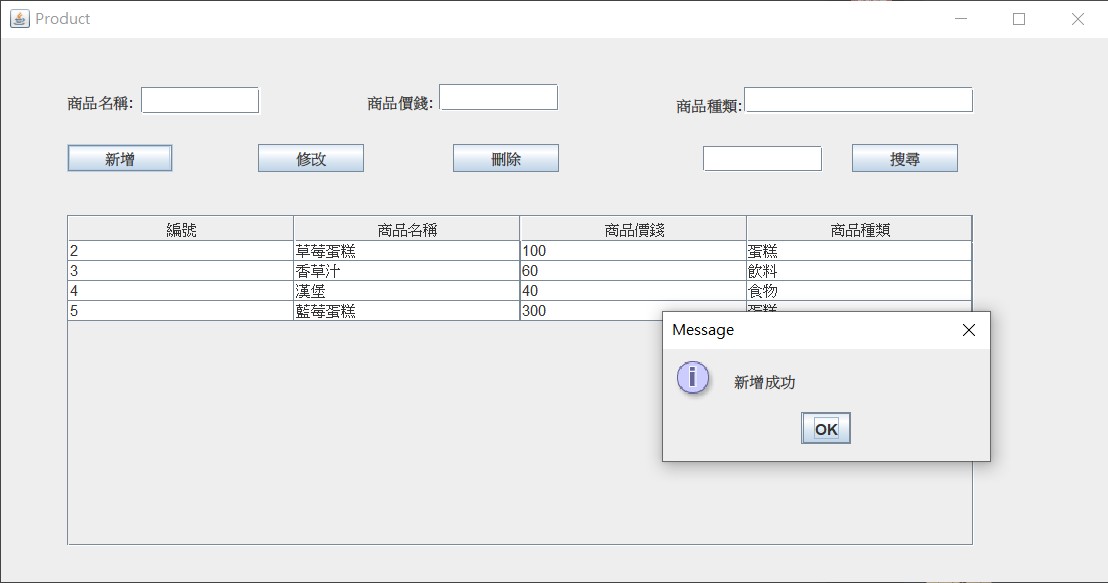 Product
商品名稱: 商品價錢: 商品種類:
新增 修改 刪除 搜尋
編號 商品名稱 商品價錢 商品種類
2 草莓蛋糕 100 蛋糕
3 香草汁 60 飲料
4 漢堡 40 食物
5 藍莓蛋糕 300 蛋糕
Message
新增成功
OK